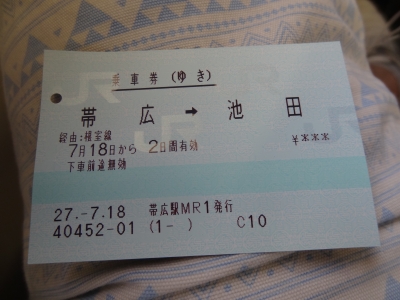 乗車券(ゆき)
帯広→池田
経由:根室線
7月18日から2日間有効
¥***
下車前途無効
27.-7.18 帯広駅MR1発行
40452-01 (1- ) C10